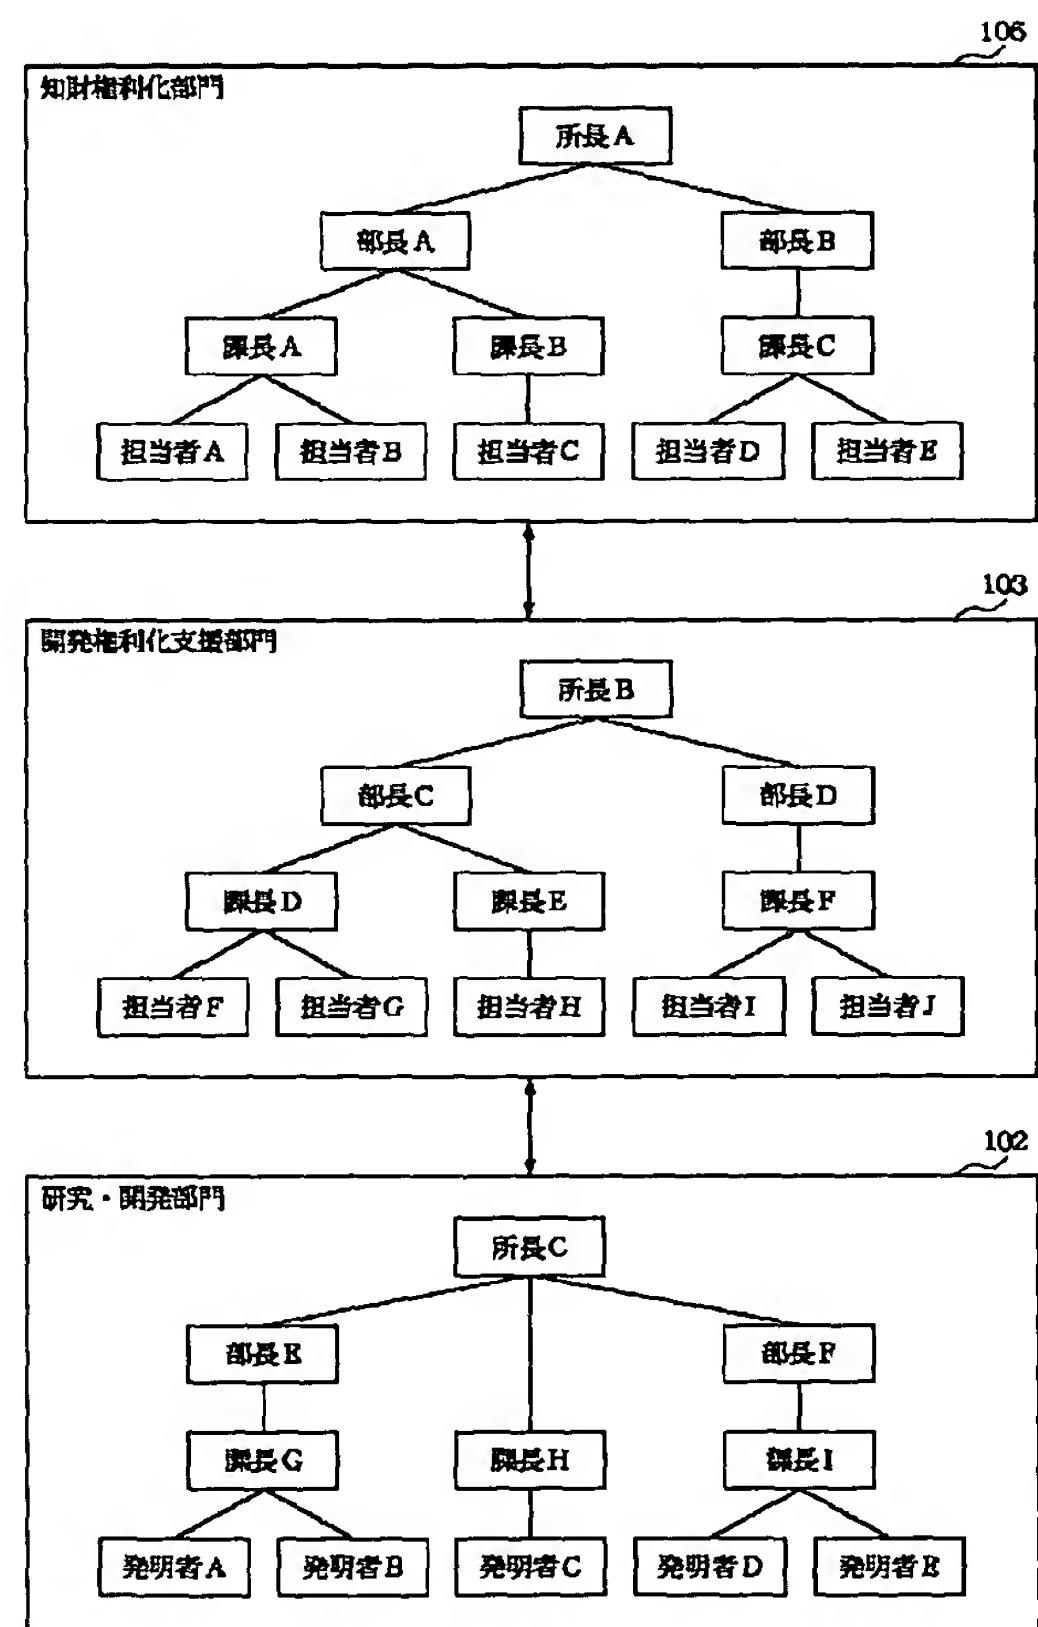 106
知財権利化部門
所長A
部長A 部長B
課長A 課長B 課長C
担当者A 担当者B 担当者C 担当者D 担当者E
103
開発権利化支援部門
所長B
部長C 部長D
課長D 課長E 課長F
担当者F 担当者G 担当者H 担当者I 担当者J
102
研究・開発部門
所長C
部長E 部長F
課長G 課長H 課長I
発明者A 発明者B 発明者C 発明者D 発明者E